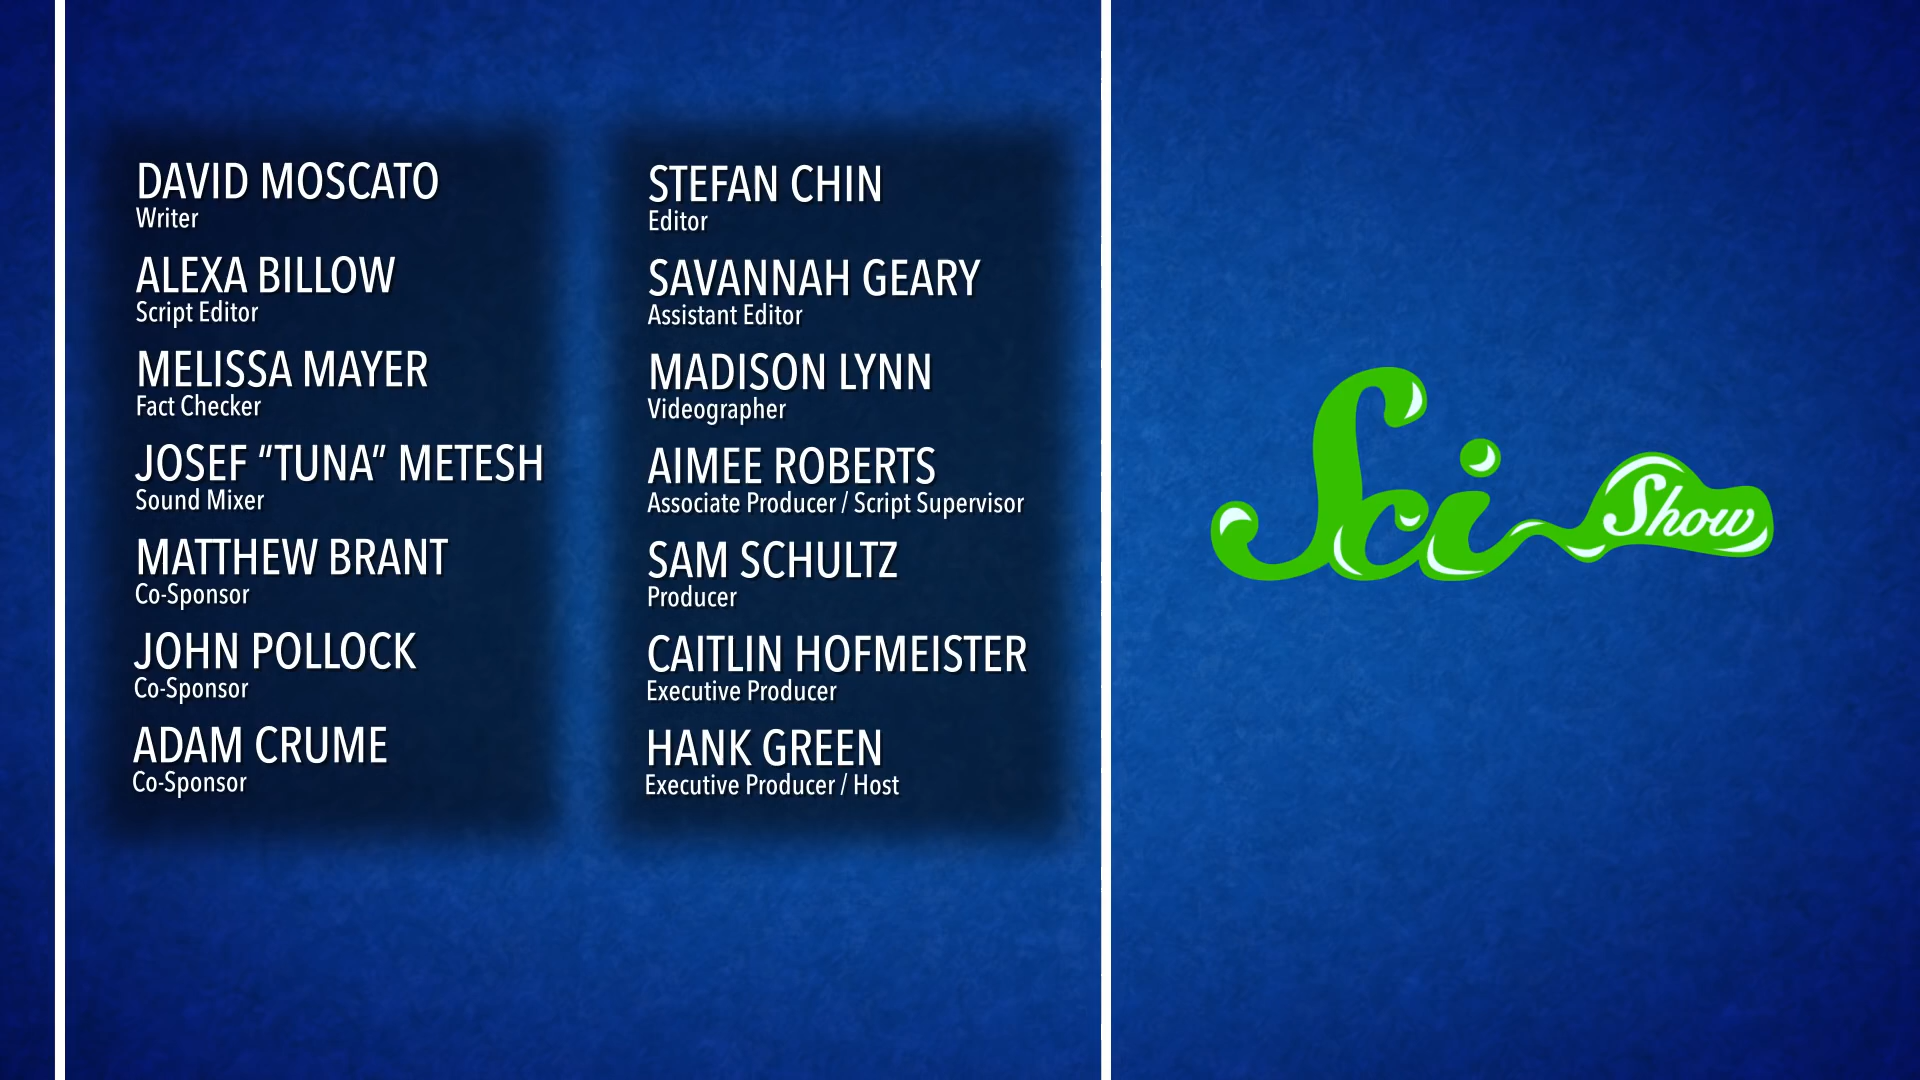 DAVID MOSCATO
Writer
ALEXA BILLOW
Script Editor
MELISSA MAYER
Fact Checker
JOSEF “TUNA” METESH
Sound Mixer
MATTHEW BRANT
Co-Sponsor
JOHN POLLOCK
Co-Sponsor
ADAM CRUME
Co-Sponsor
STEFAN CHIN
Editor
SAVANNAH GEARY
Assistant Editor
MADISON LYNN
Videographer
AIMEE ROBERTS
Associate Producer / Script Supervisor
SAM SCHULTZ
Producer
CAITLIN HOFMEISTER
Executive Producer
HANK GREEN
Executive Producer / Host
Sci Show